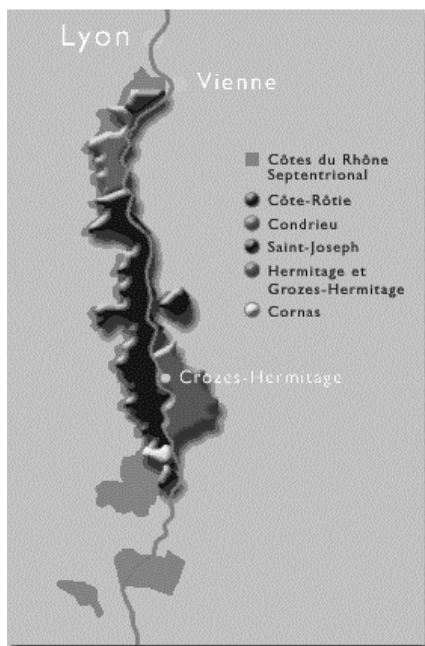 Lyon
Vienne
Côtes du Rhône
Septentrional
Côte-Rôtie
Condrieu
Saint-Joseph
Hermitage et
Grozes-Hermitage
Cornas
Crozes-Hermitage